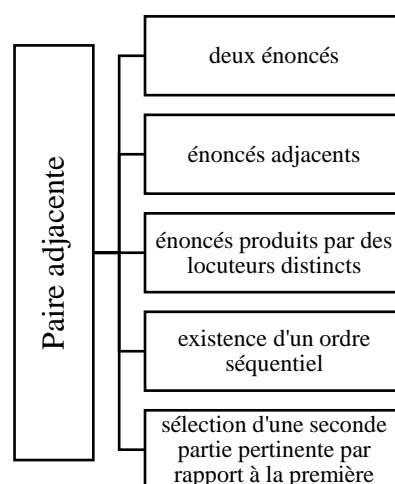 Paire adjacente
deux énoncés
énoncés adjacents
énoncés produits par des
locuteurs distincts
existence d'un ordre
séquentiel
sélection d'une seconde
partie pertinente par
rapport à la première